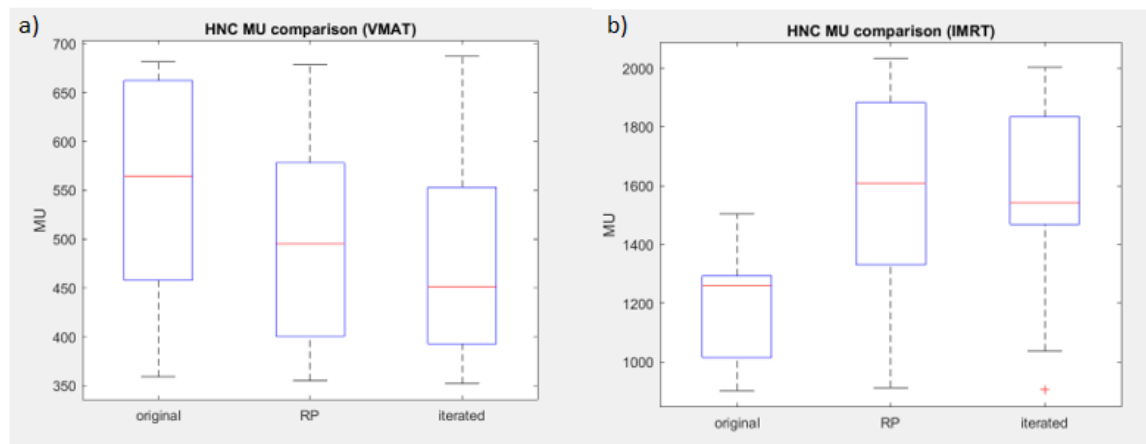 a)
HNC MU comparison (VMAT)
700
650
600
550
500
450
400
350
MU
original RP iterated
b)
HNC MU comparison (IMRT)
2000
1800
1600
1400
1200
1000
MU
original RP iterated